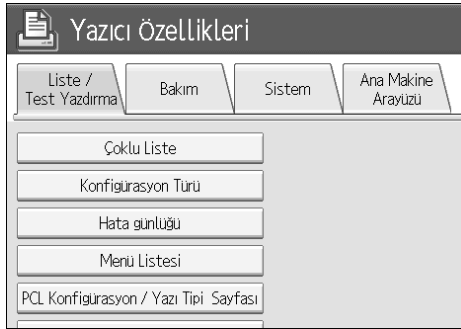 Yazıcı Özellikleri
Liste /
Test Yazdırma
Bakım
Sistem
Ana Makine
Arayüzü
Çoklu Liste
Konfigürasyon Türü
Hata günlüğü
Menü Listesi
PCL Konfigürasyon / Yazı Tipi Sayfası